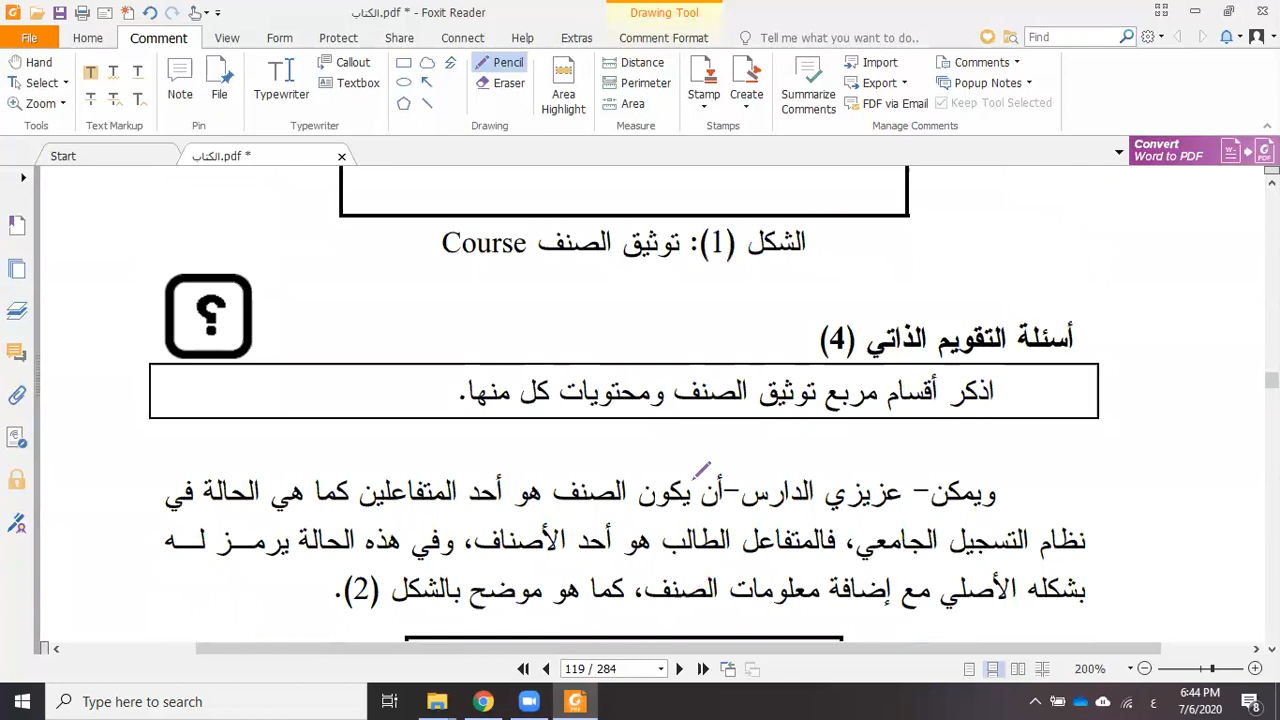 الكتاب.pdf * - Foxit Reader
Drawing Tool
File
Home
Comment
View
Form
Protect
Share
Connect
Help
Extras
Comment Format
Tell me what you want to do..
Find
Hand
Select
Zoom
Tools
Text Markup
Note
File
Pin
Typewriter
Callout
Textbox
Typewriter
Pencil
Eraser
Drawing
Area Highlight
Distance
Perimeter
Area
Measure
Stamp
Create
Stamps
Summarize Comments
Import
Export
FDF via Email
Comments
Popup Notes
Keep Tool Selected
Manage Comments
Start
الكتاب.pdf *
Convert
Word to PDF
الشكل (1): توثيق الصنف Course
؟
أسئلة التقويم الذاتي (4)
اذكر أقسام مربع توثيق الصنف ومحتويات كل منها.
ويمكن- عزيزي الدارس-أن يكون الصنف هو أحد المتفاعلين كما هي الحالة في
نظام التسجيل الجامعي، فالمتفاعل الطالب هو أحد الأصناف، وفي هذه الحالة يرمـــز لـــه
بشكله الأصلي مع إضافة معلومات الصنف، كما هو موضح بالشكل (2).
119 / 284
200%
Type here to search
ع
6:44 PM
7/6/2020
8